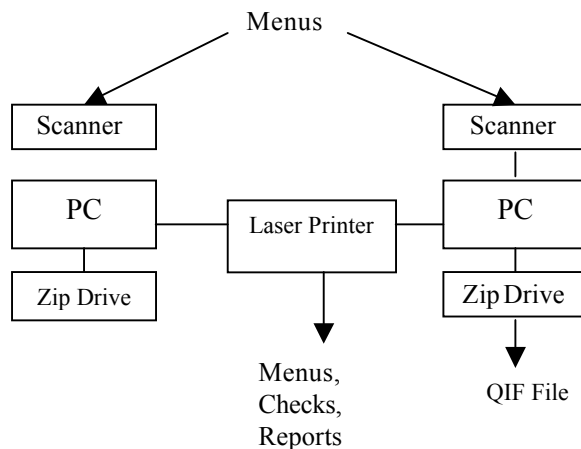 Menus
Scanner
Scanner
PC
Laser Printer
PC
Zip Drive
Zip Drive
Menus,
Checks,
Reports
QIF File